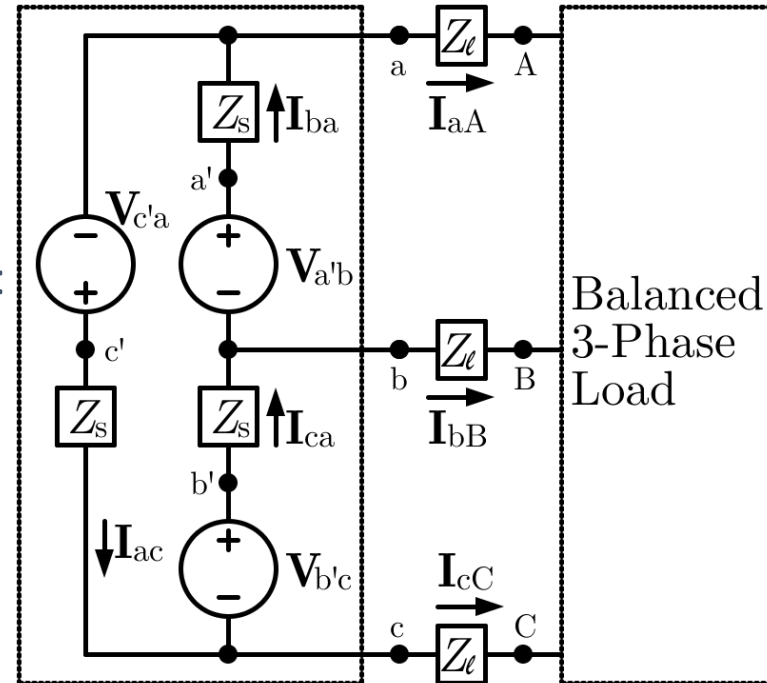 Zℓ
a
A
Zs
Iba
IaA
a'
Vc'a
−
+
+
−
Va'b
Balanced
3-Phase
Load
c'
Zℓ
b
B
Zs
Zs
Ica
IbB
b'
Iac
+
−
Vb'c
IcC
c
C
Zℓ